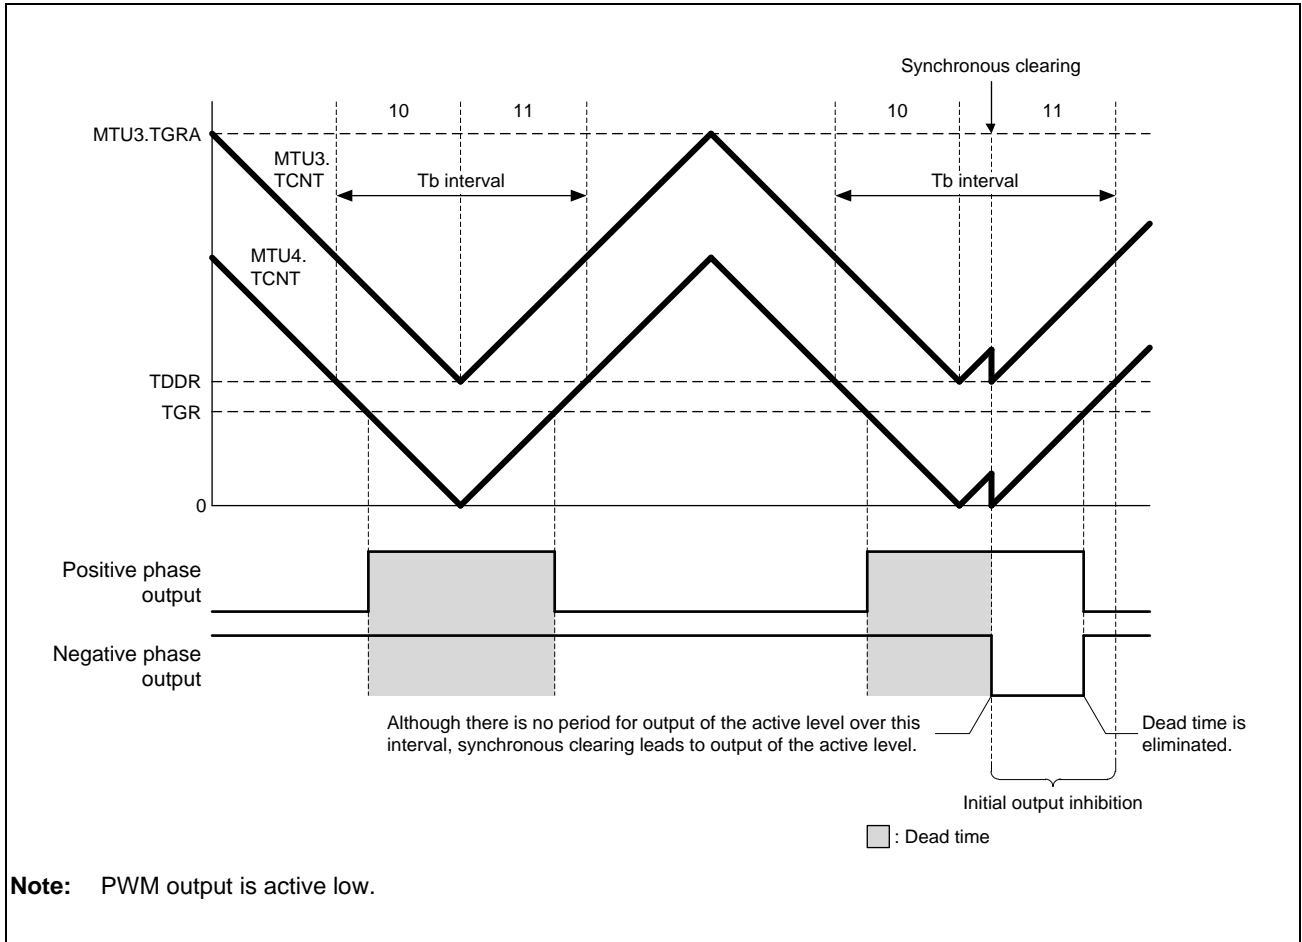 Synchronous clearing
10
11
10
11
MTU3.TGRA
MTU3.
TCNT
Tb interval
Tb interval
MTU4.
TCNT
TDDR
TGR
0
Positive phase
output
Negative phase
output
Although there is no period for output of the active level over this
interval, synchronous clearing leads to output of the active level.
Dead time is
eliminated.
Initial output inhibition
: Dead time
Note: PWM output is active low.